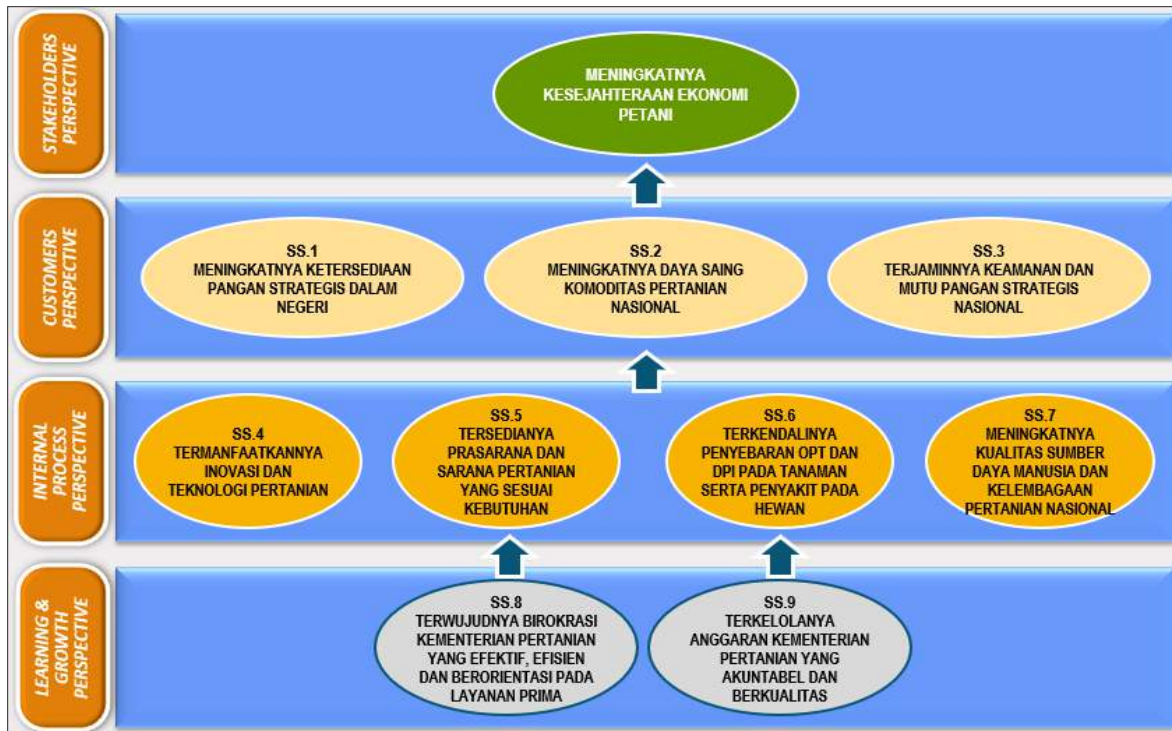 STAKEHOLDERS
PERSPECTIVE
MENINGKATNYA
KESEJAHTERAAN EKONOMI
PETANI
CUSTOMERS
PERSPECTIVE
SS.1
MENINGKATNYA KETERSEDIAAN
PANGAN STRATEGIS DALAM
NEGERI
SS.2
MENINGKATNYA DAYA SAING
KOMODITAS PERTANIAN
NASIONAL
SS.3
TERJAMINNYA KEAMANAN DAN
MUTU PANGAN STRATEGIS
NASIONAL
INTERNAL
PROCESS
PERSPECTIVE
SS.4
TERMANFAATKANNYA
INOVASI DAN
TEKNOLOGI PERTANIAN
SS.5
TERSEDIANYA
PRASARANA DAN
SARANA PERTANIAN
YANG SESUAI
KEBUTUHAN
SS.6
TERKENDALINYA
PENYEBARAN OPT DAN
DPI PADA TANAMAN
SERTA PENYAKIT PADA
HEWAN
SS.7
MENINGKATNYA
KUALITAS SUMBER
DAYA MANUSIA DAN
KELEMBAGAAN
PERTANIAN NASIONAL
LEARNING &
GROWTH
PERSPECTIVE
SS.8
TERWUJUDNYA BIROKRASI
KEMENTERIAN PERTANIAN
YANG EFEKTIF, EFISIEN
DAN BERORIENTASI PADA
LAYANAN PRIMA
SS.9
TERKELOLANYA
ANGGARAN KEMENTERIAN
PERTANIAN YANG
AKUNTABEL DAN
BERKUALITAS